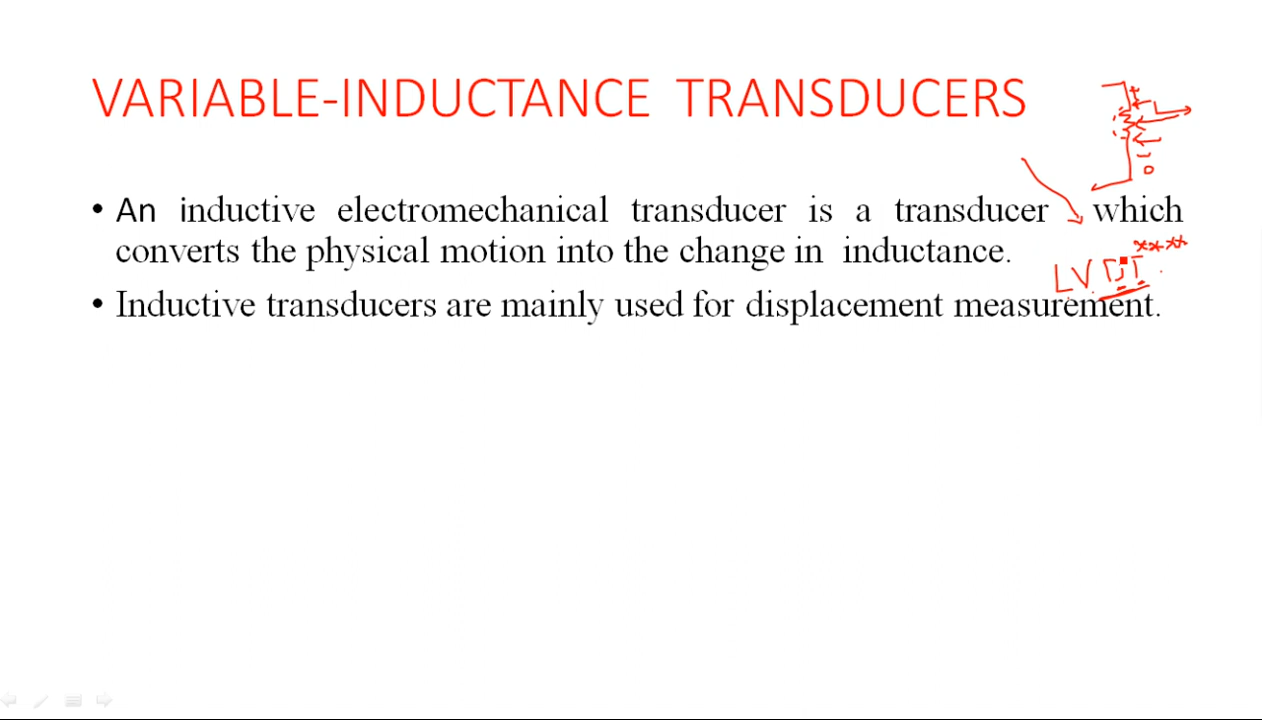 VARIABLE-INDUCTANCE TRANSDUCERS
• An inductive electromechanical transducer is a transducer which
converts the physical motion into the change in inductance.
LVDT ****
• Inductive transducers are mainly used for displacement measurement.